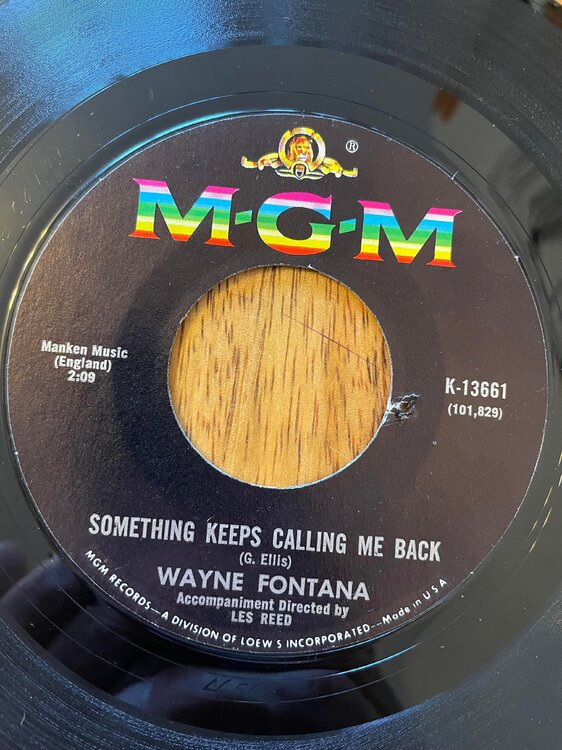 ®
M-G-M
Manken Music
(England)
2:09
K-13661
(101,829)
SOMETHING KEEPS CALLING ME BACK
(G. Ellis)
WAYNE FONTANA
Accompaniment Directed by
LES REED
MGM RECORDS—A DIVISION OF LOEW'S INCORPORATED—Made in U S A